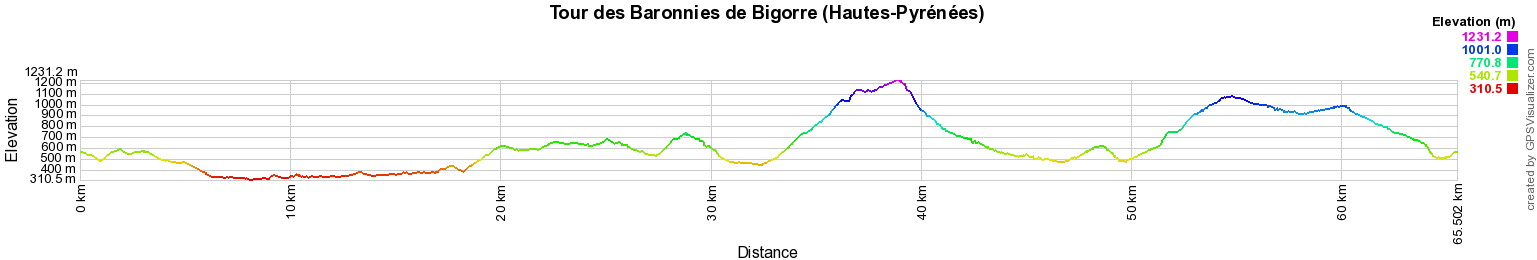 Tour des Baronnies de Bigorre (Hautes-Pyrénées)
Elevation (m)
1231.2
1001.0
770.8
540.7
310.5
1231.2 m
1200 m
1100 m
1000 m
900 m
800 m
700 m
600 m
500 m
400 m
310.5 m
Elevation
0 km
10 km
20 km
30 km
40 km
50 km
60 km
65.502 km
Distance
created by GPSVisualizer.com